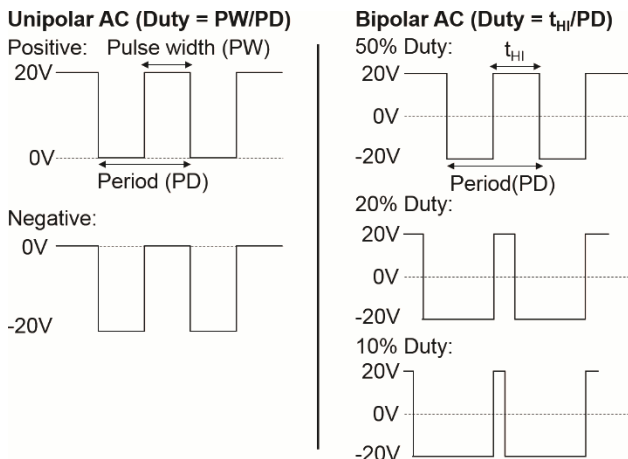 Unipolar AC (Duty = PW/PD)
Positive: Pulse width (PW)
20V
0V
Period (PD)
Negative:
0V
-20V
Bipolar AC (Duty = tHI/PD)
50% Duty: tHI
20V
0V
-20V
Period(PD)
20% Duty:
20V
0V
-20V
10% Duty:
20V
0V
-20V